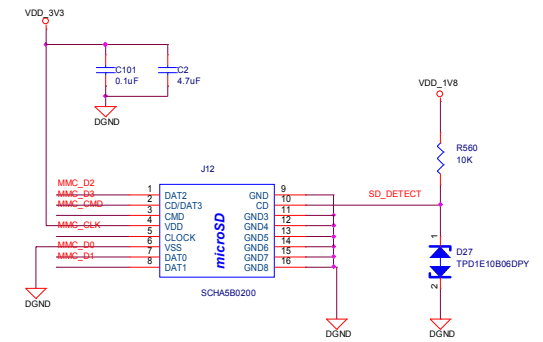 VDD_3V3
C101
0.1uF
C2
4.7uF
DGND
VDD_1V8
R560
10K
J12
MMC_D2
MMC_D3
MMC_CMD
MMC_CLK
MMC_D0
MMC_D1
1
2
3
4
5
6
7
8
DAT2
CD/DAT3
CMD
VDD
CLOCK
VSS
DAT0
DAT1
microSD
GND
CD
GND3
GND4
GND5
GND6
GND7
GND8
9
10
11
12
13
14
15
16
SD_DETECT
SCHA5B0200
1
D27
TPD1E10B06DPY
2
DGND
DGND
DGND